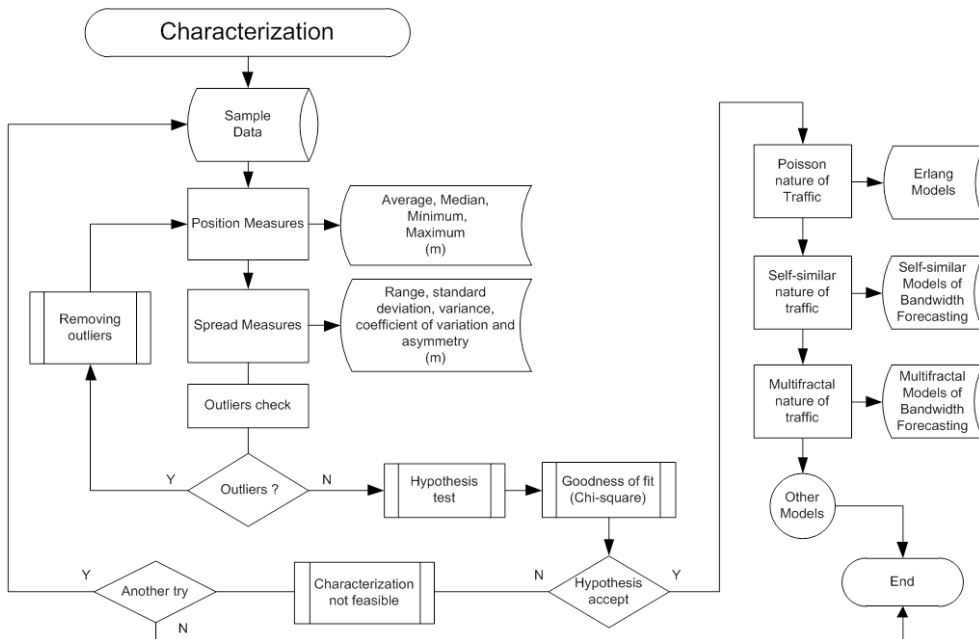 Characterization
Sample
Data
Position Measures
Average, Median,
Mínimum,
Maximum
(m)
Removing
outliers
Spread Measures
Range, standard
deviation, variance,
coefficient of variation and
asymmetry
(m)
Outliers check
Y
Outliers ?
N
Hypothesis
test
Goodness of fit
(Chi-square)
Y
Another try
N
Characterization
not feasible
N
Hypothesis
accept
Y
Poisson
nature of
Traffic
Erlang
Models
Self-similar
nature of
traffic
Self-similar
Models of
Bandwidth
Forecasting
Multifractal
nature of
traffic
Multifractal
Models of
Bandwidth
Forecasting
Other
Models
End